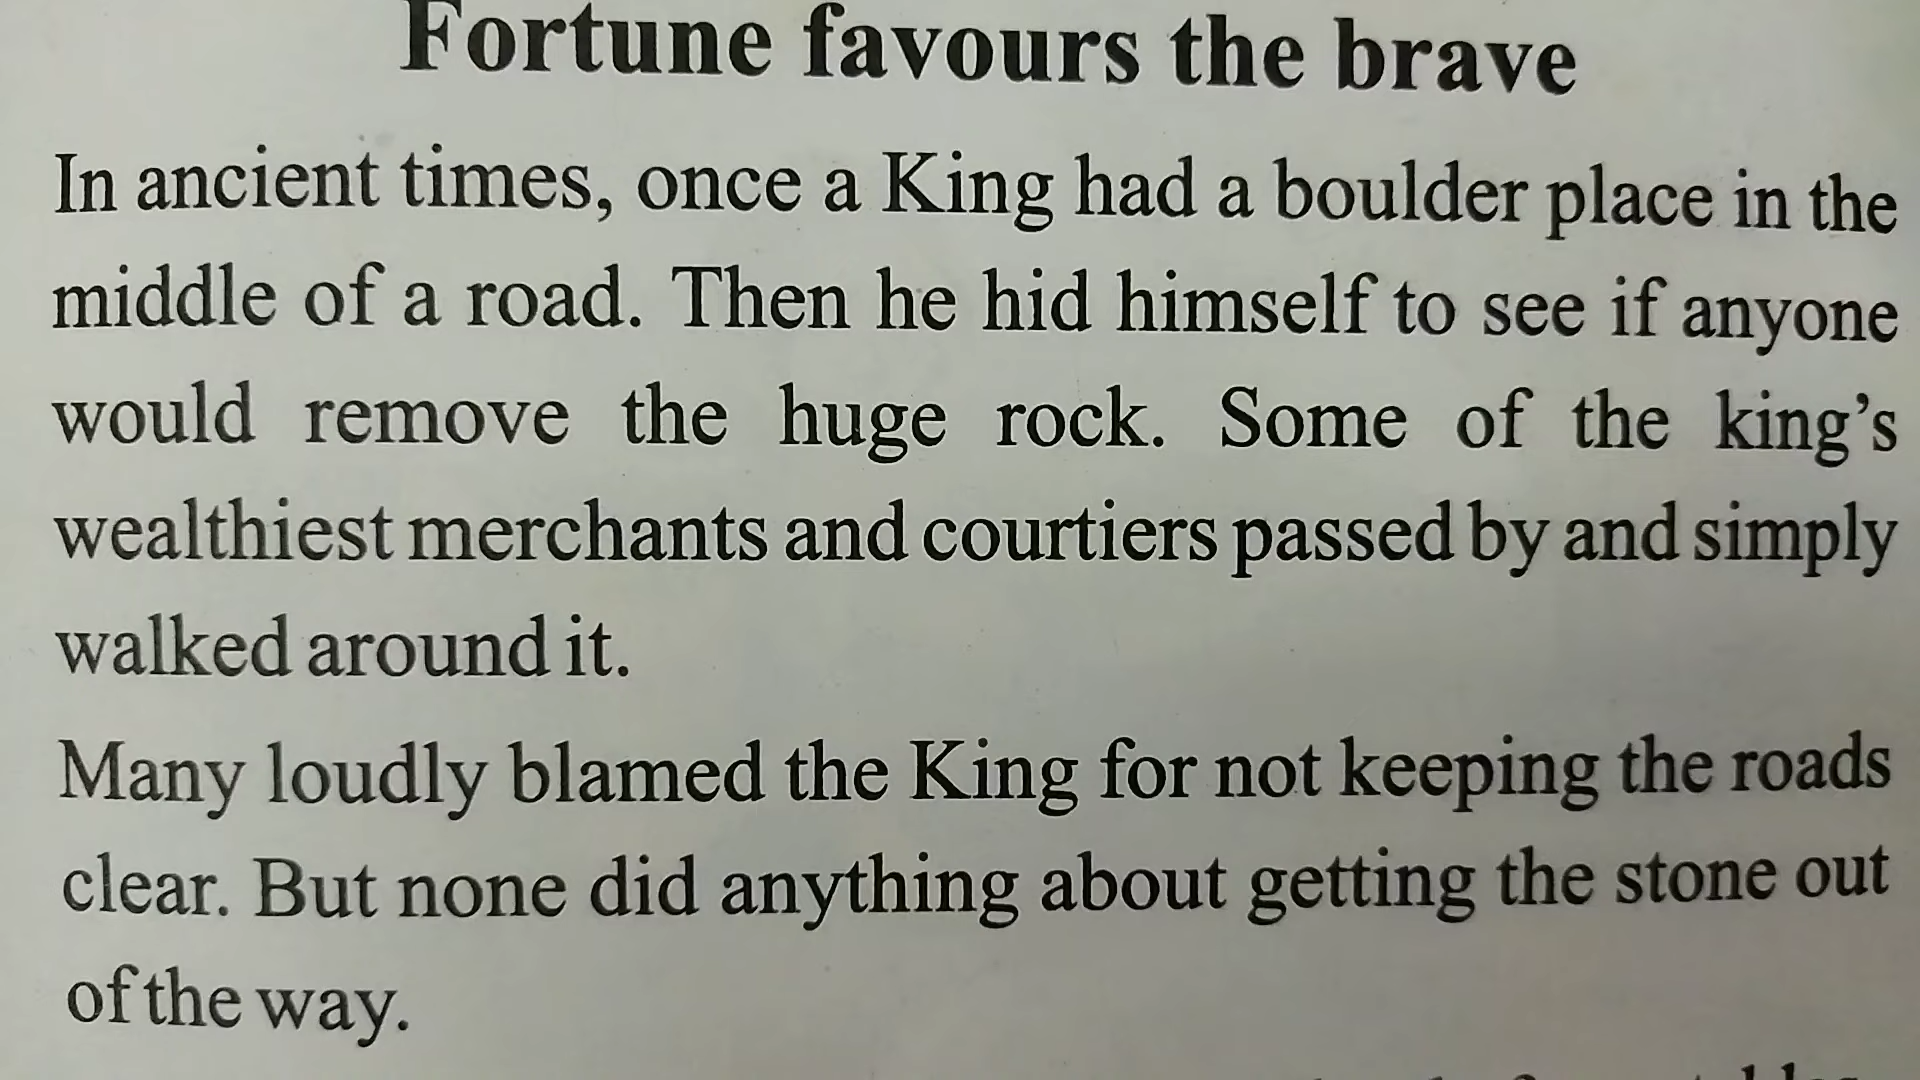 Fortune favours the brave
In ancient times, once a King had a boulder place in the
middle of a road. Then he hid himself to see if anyone
would remove the huge rock. Some of the king’s
wealthiest merchants and courtiers passed by and simply
walked around it.
Many loudly blamed the King for not keeping the roads
clear. But none did anything about getting the stone out
of the way.